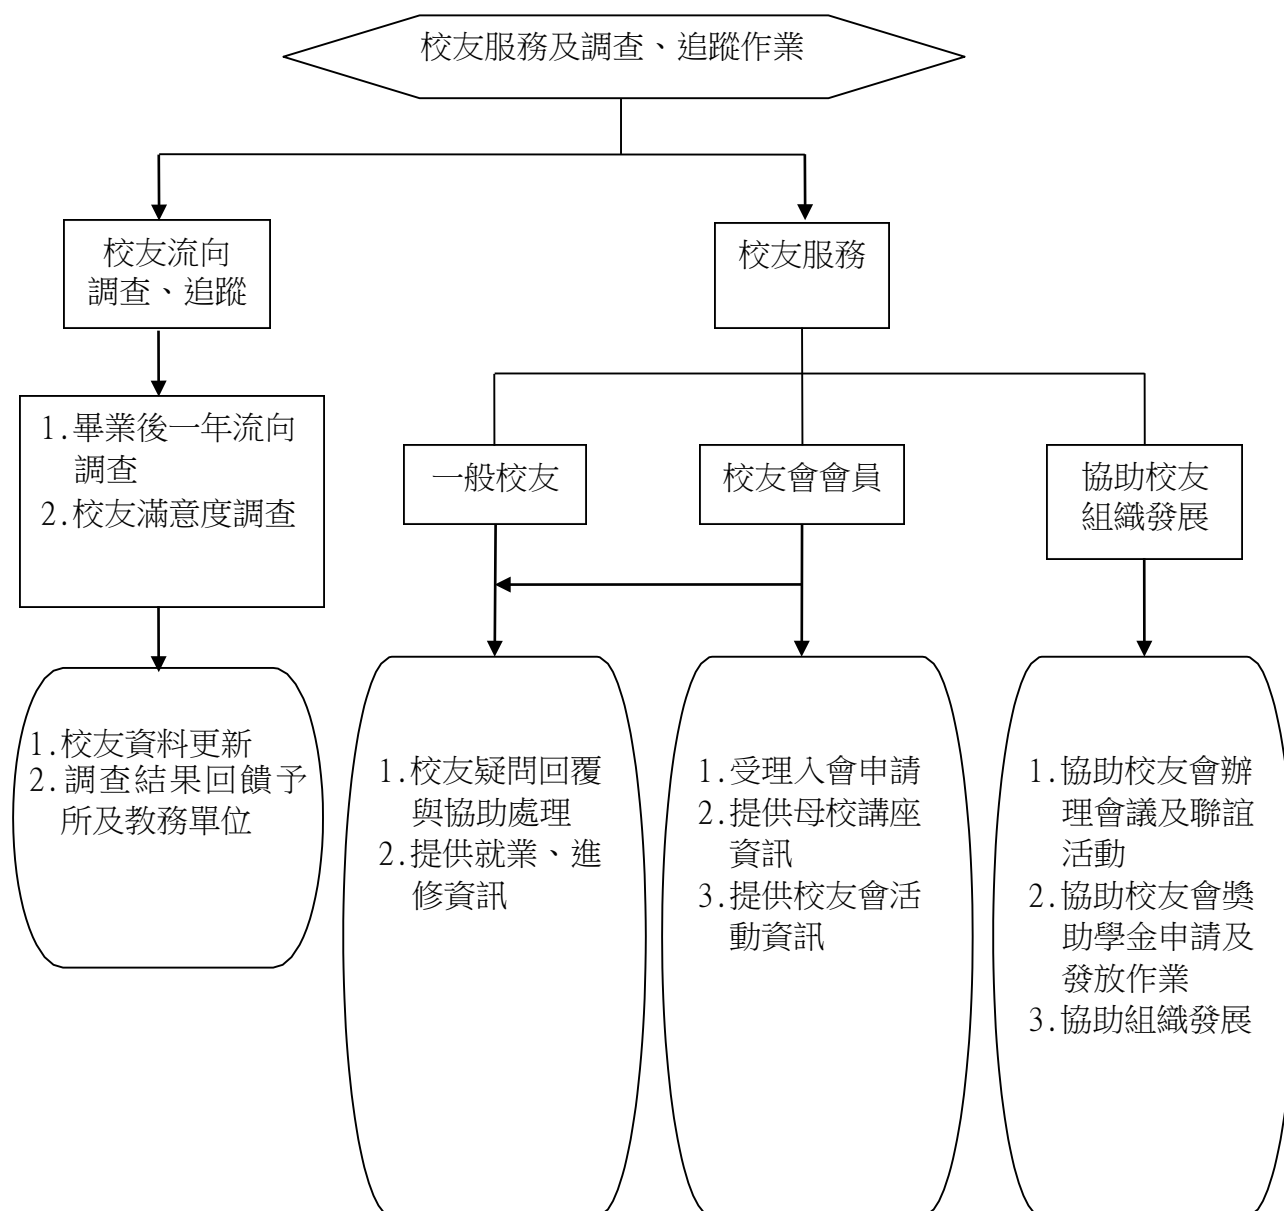 校友服務及調查、追蹤作業
校友流向
調查、追蹤
校友服務
1.畢業後一年流向
調查
2.校友滿意度調查
一般校友
校友會會員
協助校友
組織發展
1.校友資料更新
2.調查結果回饋予
所及教務單位
1.校友疑問回覆
與協助處理
2.提供就業、進
修資訊
1.受理入會申請
2.提供母校講座
資訊
3.提供校友會活
動資訊
1.協助校友會辦
理會議及聯誼
活動
2.協助校友會獎
助學金申請及
發放作業
3.協助組織發展